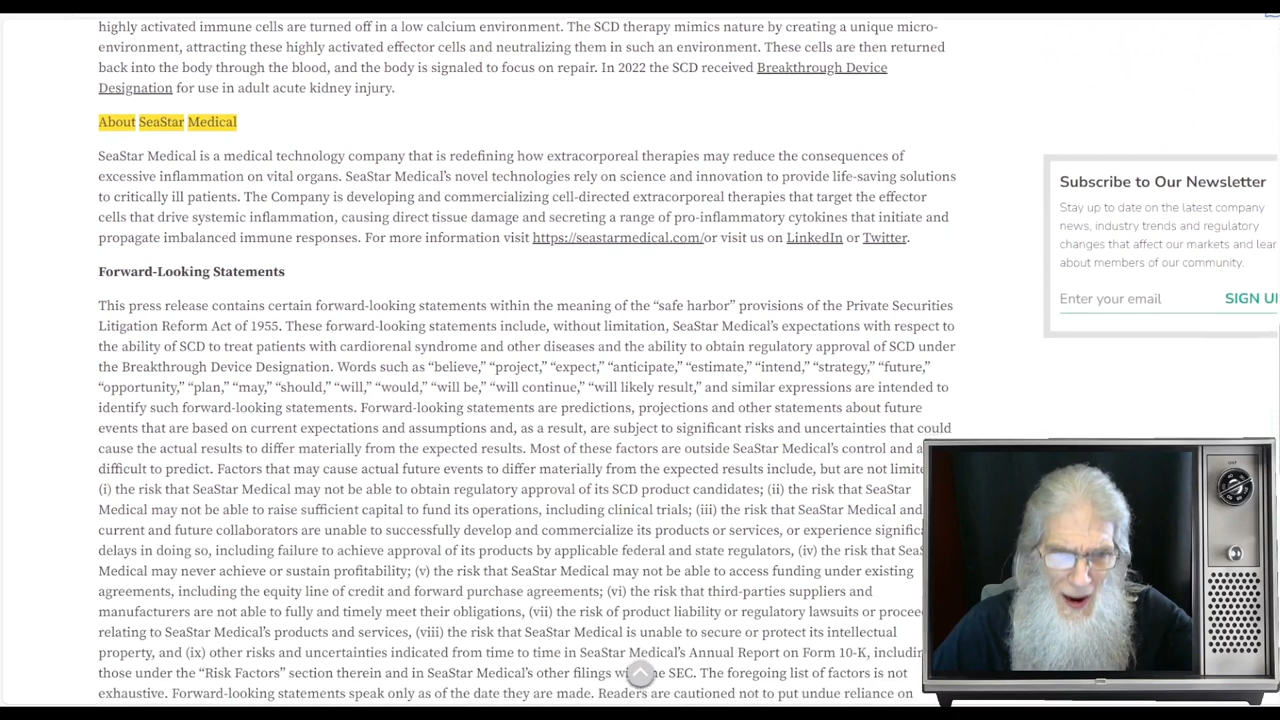 highly activated immune cells are turned off in a low calcium environment. The SCD therapy mimics nature by creating a unique micro-
environment, attracting these highly activated effector cells and neutralizing them in such an environment. These cells are then returned
back into the body through the blood, and the body is signaled to focus on repair. In 2022 the SCD received Breakthrough Device
Designation for use in adult acute kidney injury.
About SeaStar Medical
SeaStar Medical is a medical technology company that is redefining how extracorporeal therapies may reduce the consequences of
excessive inflammation on vital organs. SeaStar Medical’s novel technologies rely on science and innovation to provide life-saving solutions
to critically ill patients. The Company is developing and commercializing cell-directed extracorporeal therapies that target the effector
cells that drive systemic inflammation, causing direct tissue damage and secreting a range of pro-inflammatory cytokines that initiate and
propagate imbalanced immune responses. For more information visit https://seastarmedical.com/or visit us on LinkedIn or Twitter.
Forward-Looking Statements
This press release contains certain forward-looking statements within the meaning of the “safe harbor” provisions of the Private Securities
Litigation Reform Act of 1955. These forward-looking statements include, without limitation, SeaStar Medical’s expectations with respect to
the ability of SCD to treat patients with cardiorenal syndrome and other diseases and the ability to obtain regulatory approval of SCD under
the Breakthrough Device Designation. Words such as “believe,” “project,” “expect,” “anticipate,” “estimate,” “intend,” “strategy,” “future,”
“opportunity,” “plan,” “may,” “should,” “will,” “would,” “will be,” “will continue,” “will likely result,” and similar expressions are intended to
identify such forward-looking statements. Forward-looking statements are predictions, projections and other statements about future
events that are based on current expectations and assumptions and, as a result, are subject to significant risks and uncertainties that could
cause the actual results to differ materially from the expected results. Most of these factors are outside SeaStar Medical’s control and a
difficult to predict. Factors that may cause actual future events to differ materially from the expected results include, but are not limite
(i) the risk that SeaStar Medical may not be able to obtain regulatory approval of its SCD product candidates; (ii) the risk that SeaStar
Medical may not be able to raise sufficient capital to fund its operations, including clinical trials; (iii) the risk that SeaStar Medical and
current and future collaborators are unable to successfully develop and commercialize its products or services, or experience significa
delays in doing so, including failure to achieve approval of its products by applicable federal and state regulators, (iv) the risk that Sea
Medical may never achieve or sustain profitability; (v) the risk that SeaStar Medical may not be able to access funding under existing
agreements, including the equity line of credit and forward purchase agreements; (vi) the risk that third-parties suppliers and
manufacturers are not able to fully and timely meet their obligations, (vii) the risk of product liability or regulatory lawsuits or procee
relating to SeaStar Medical’s products and services, (viii) the risk that SeaStar Medical is unable to secure or protect its intellectual
property, and (ix) other risks and uncertainties indicated from time to time in SeaStar Medical’s Annual Report on Form 10-K, includin
those under the “Risk Factors” section therein and in SeaStar Medical’s other filings the SEC. The foregoing list of factors is not
exhaustive. Forward-looking statements speak only as of the date they are made. Readers are cautioned not to put undue reliance on
Subscribe to Our Newsletter
Stay up to date on the latest company
news, industry trends and regulatory
changes that affect our markets and lear
about members of our community.
Enter your email SIGN U